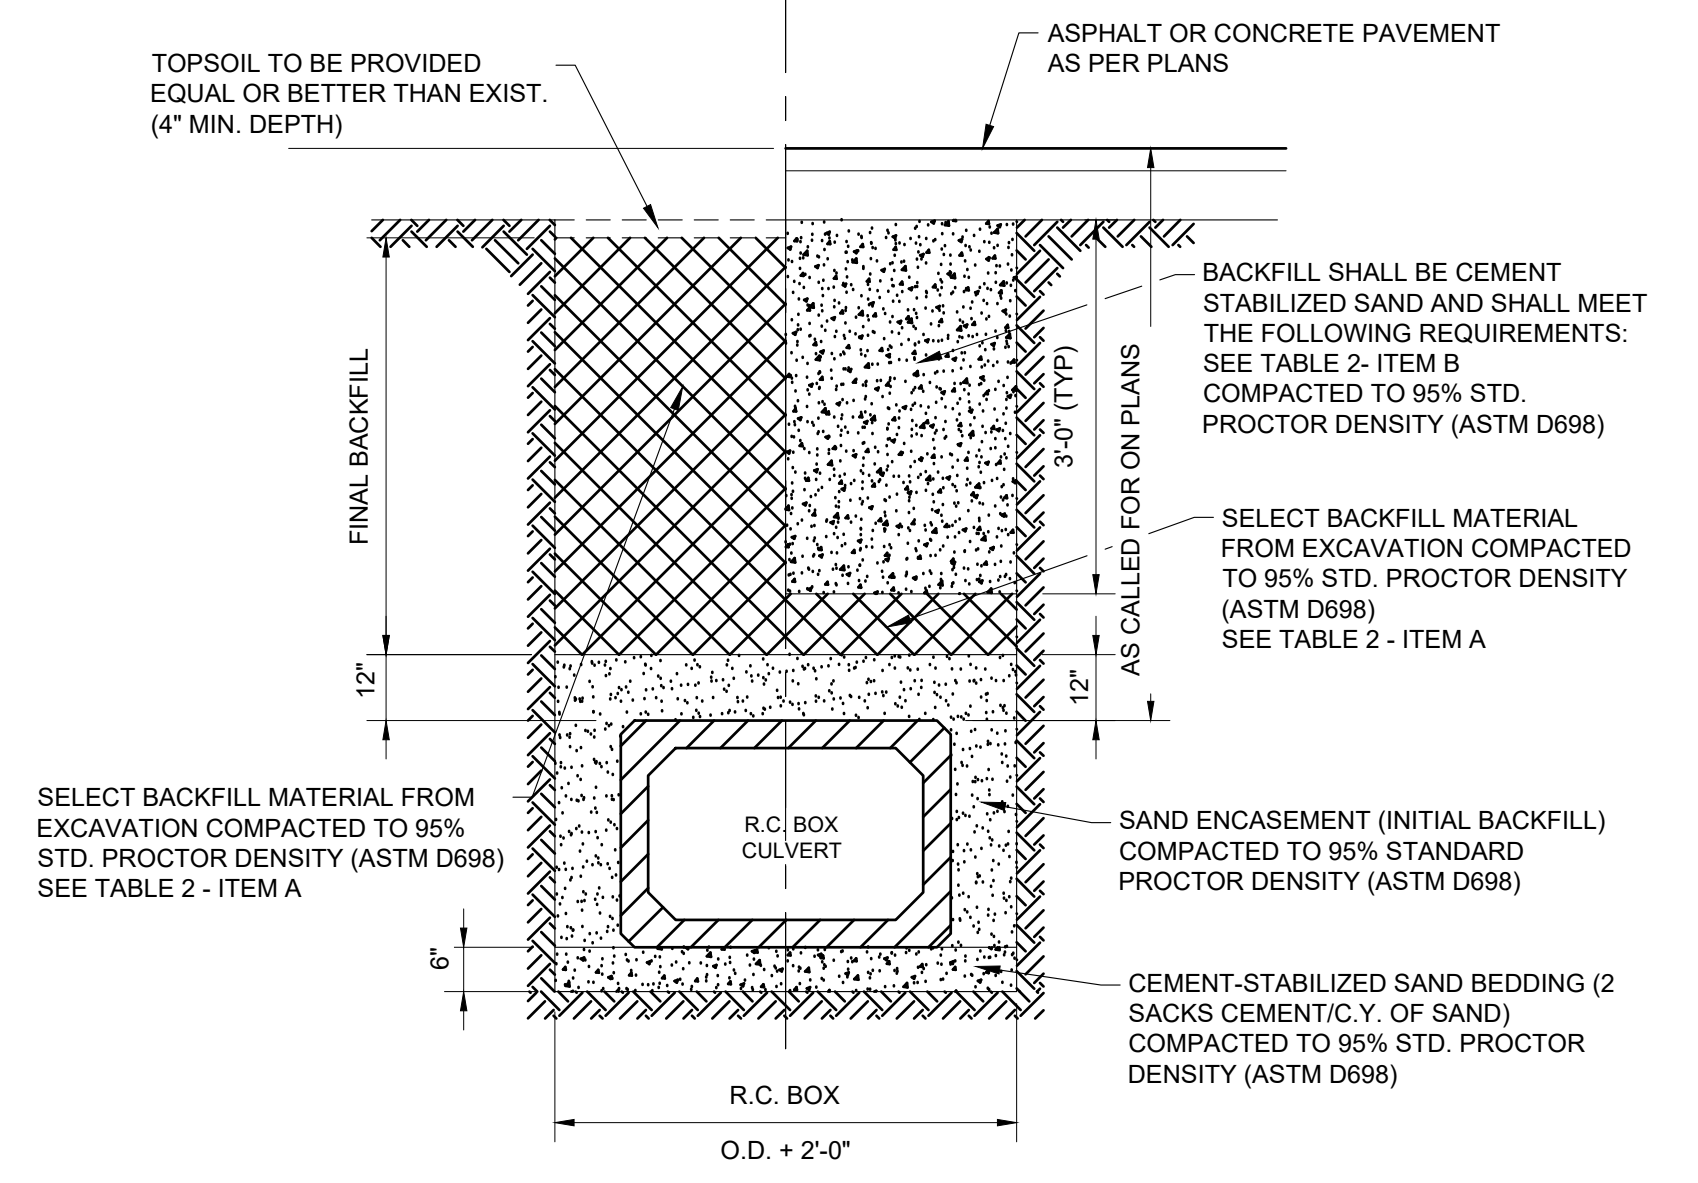 ASPHALT OR CONCRETE PAVEMENT
AS PER PLANS
TOPSOIL TO BE PROVIDED
EQUAL OR BETTER THAN EXIST.
(4" MIN. DEPTH)
BACKFILL SHALL BE CEMENT
STABILIZED SAND AND SHALL MEET
THE FOLLOWING REQUIREMENTS:
SEE TABLE 2- ITEM B
COMPACTED TO 95% STD.
PROCTOR DENSITY (ASTM D698)
FINAL BACKFILL
3'-0" (TYP)
AS CALLED FOR ON PLANS
SELECT BACKFILL MATERIAL
FROM EXCAVATION COMPACTED
TO 95% STD. PROCTOR DENSITY
(ASTM D698)
SEE TABLE 2 - ITEM A
12"
12"
SELECT BACKFILL MATERIAL FROM
EXCAVATION COMPACTED TO 95%
STD. PROCTOR DENSITY (ASTM D698)
SEE TABLE 2 - ITEM A
R.C. BOX
CULVERT
SAND ENCASEMENT (INITIAL BACKFILL)
COMPACTED TO 95% STANDARD
PROCTOR DENSITY (ASTM D698)
6"
CEMENT-STABILIZED SAND BEDDING (2
SACKS CEMENT/C.Y. OF SAND)
COMPACTED TO 95% STD. PROCTOR
DENSITY (ASTM D698)
R.C. BOX
O.D. + 2'-0"